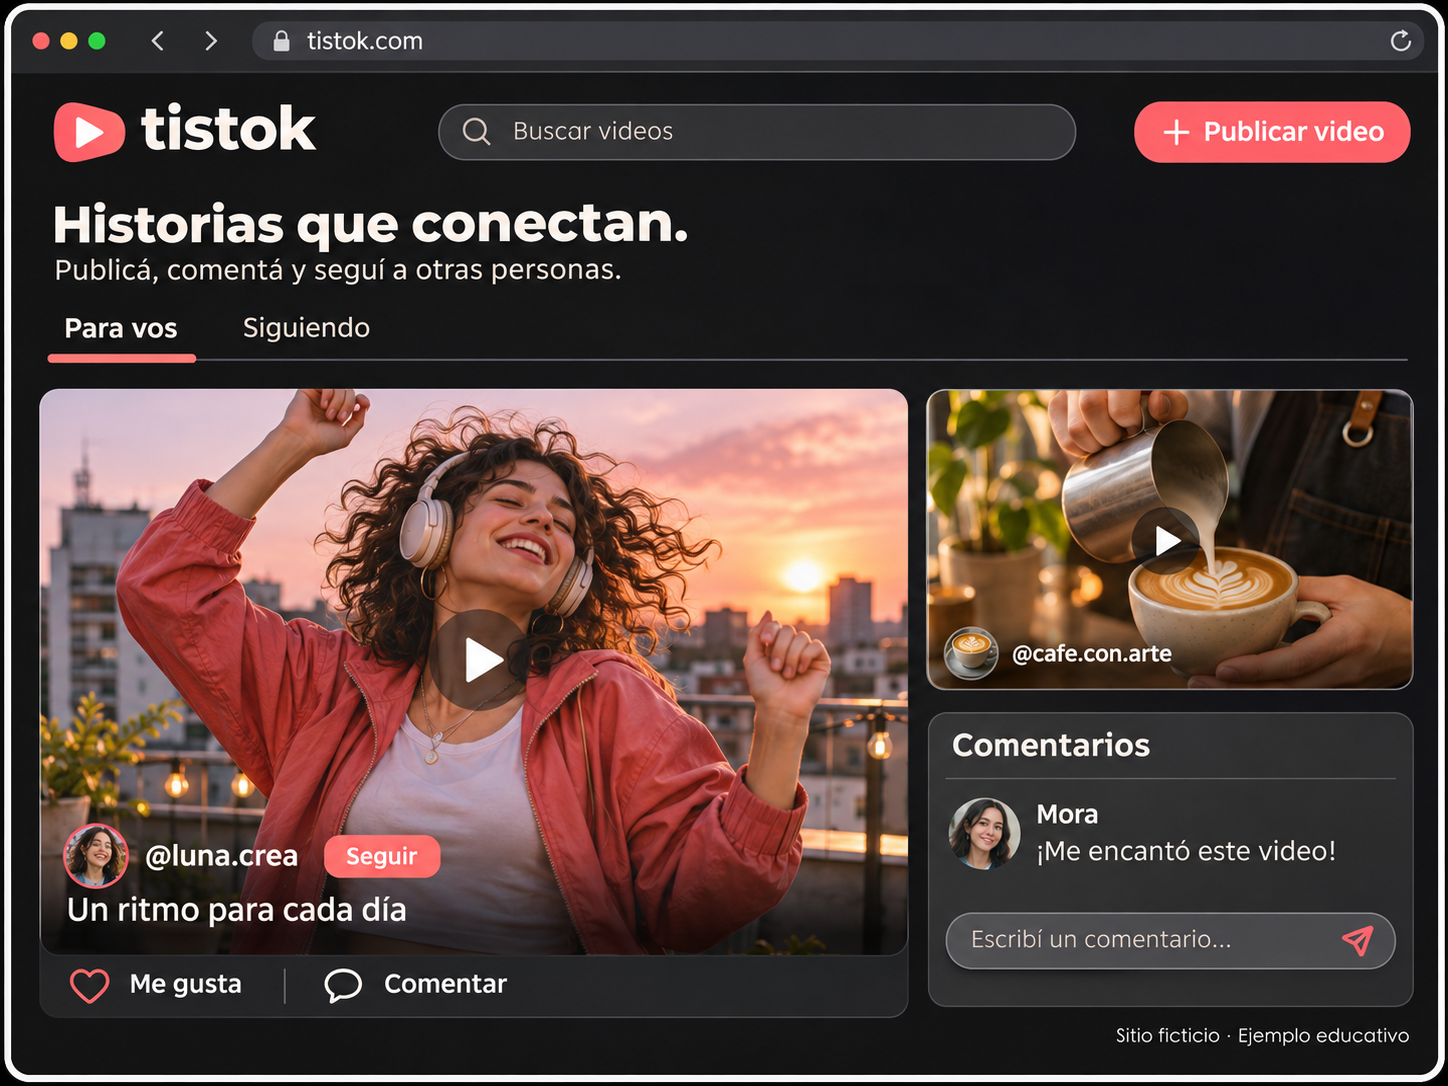 tistok.com
tistok
Buscar videos
Publicar video
Historias que conectan.
Publicá, comentá y seguí a otras personas.
Para vos
Siguiendo
@luna.crea
Seguir
Un ritmo para cada día
Me gusta
Comentar
@cafe.con.arte
Comentarios
Mora
¡Me encantó este video!
Escribí un comentario...
Sitio ficticio · Ejemplo educativo